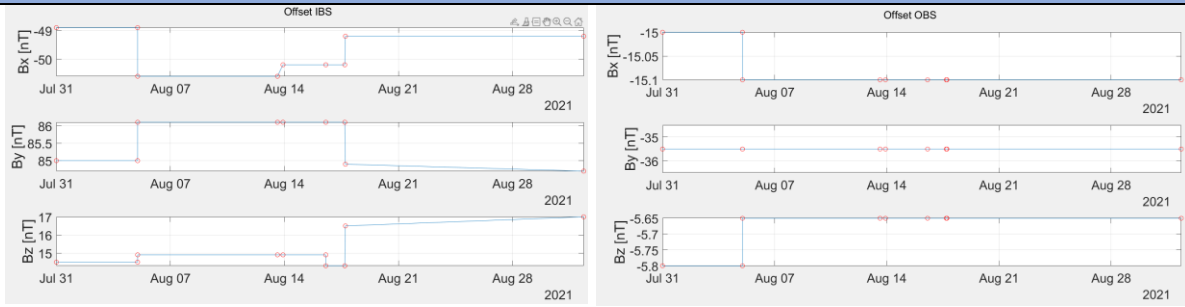 Offset IBS
Bx [nT]
-49
-50
Jul 31
Aug 07
Aug 14
Aug 21
Aug 28
2021
By [nT]
86
85.5
85
Jul 31
Aug 07
Aug 14
Aug 21
Aug 28
2021
Bz [nT]
17
16
15
Jul 31
Aug 07
Aug 14
Aug 21
Aug 28
2021
Offset OBS
Bx [nT]
-15
-15.05
-15.1
Jul 31
Aug 07
Aug 14
Aug 21
Aug 28
2021
By [nT]
-35
-36
Jul 31
Aug 07
Aug 14
Aug 21
Aug 28
2021
Bz [nT]
-5.65
-5.7
-5.75
-5.8
Jul 31
Aug 07
Aug 14
Aug 21
Aug 28
2021